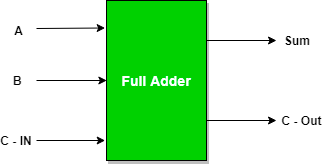 A
Sum
B
Full Adder
C - Out
C - IN